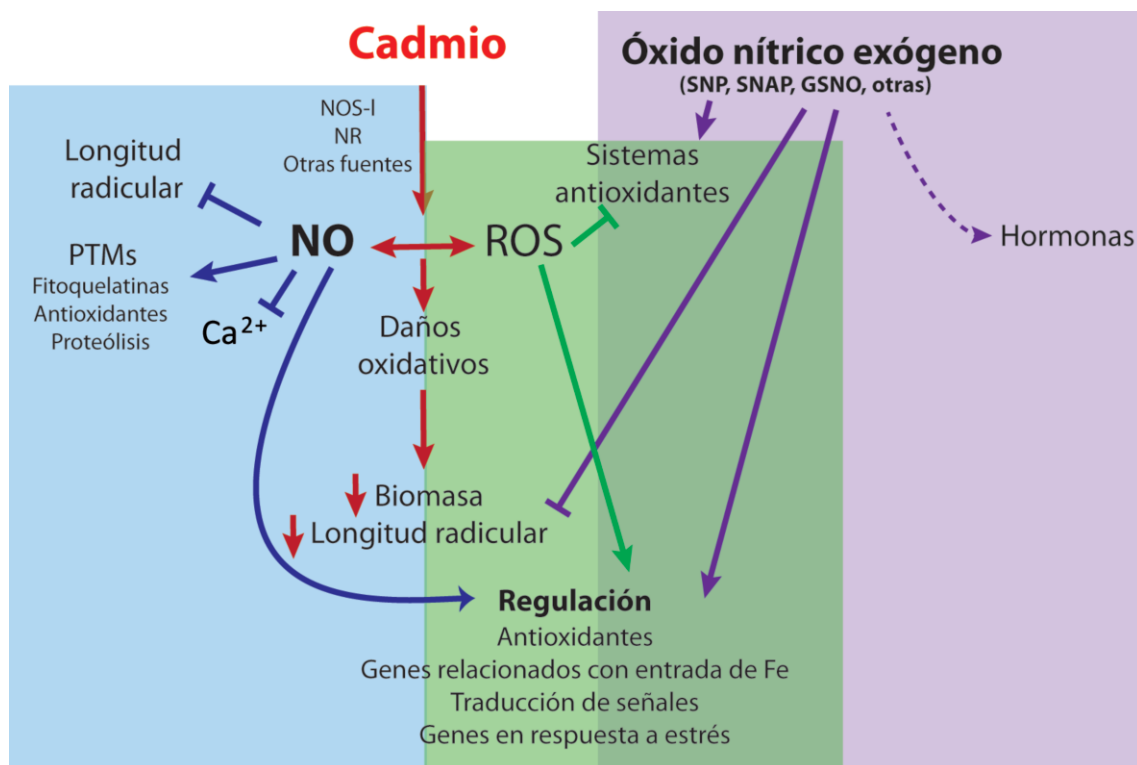 Cadmio
Óxido nítrico exógeno
(SNP, SNAP, GSNO, otras)
NOS-l
NR
Otras fuentes
Longitud
radicular
Sistemas
antioxidantes
NO
ROS
Hormonas
PTMs
Fitoquelatinas
Antioxidantes
Proteólisis
Ca²⁺
Daños
oxidativos
Biomasa
Longitud radicular
Regulación
Antioxidantes
Genes relacionados con entrada de Fe
Traducción de señales
Genes en respuesta a estrés